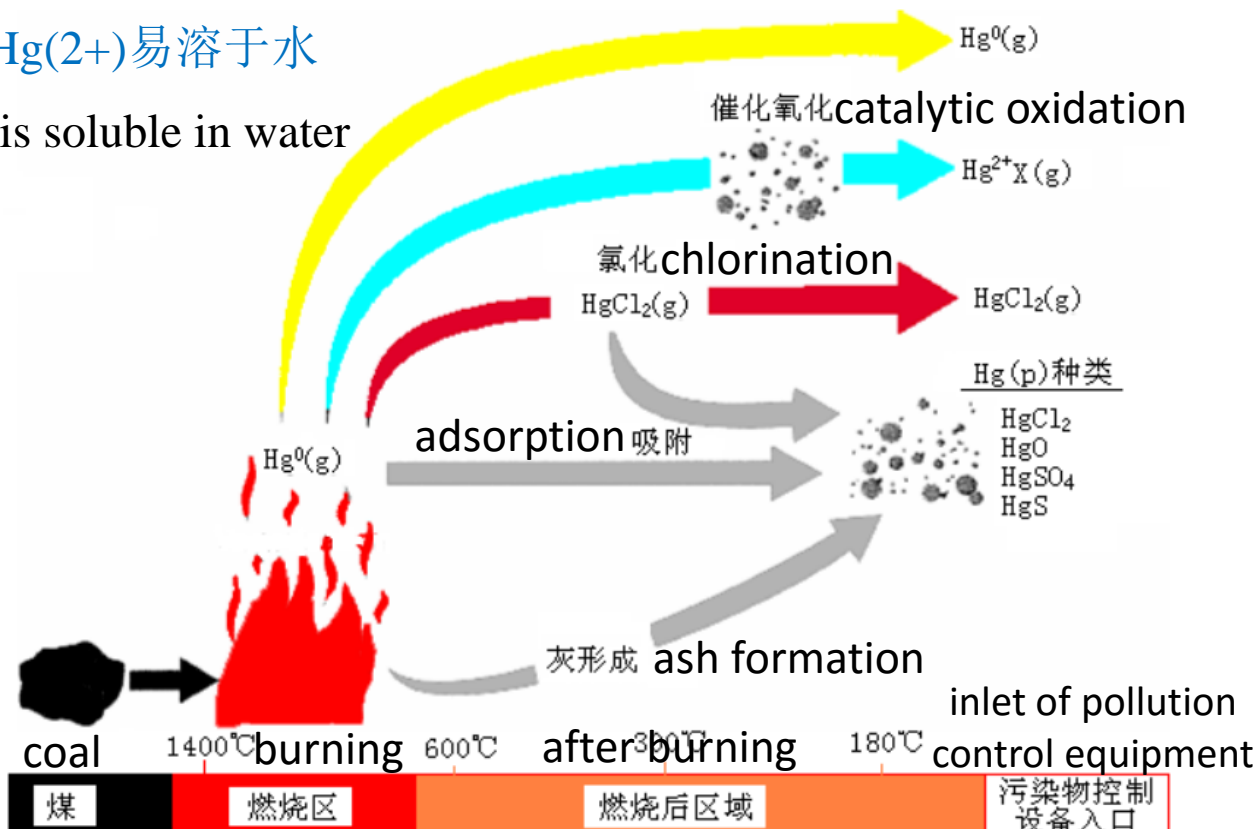 Hg(2+)易溶于水
is soluble in water
Hg⁰(g)
催化氧化catalytic oxidation
Hg²⁺X(g)
氯化chlorination
HgCl₂(g)
HgCl₂(g)
Hg(p)种类
HgCl₂
HgO
HgSO₄
HgS
adsorption吸附
Hg⁰(g)
灰形成 ash formation
inlet of pollution
control equipment
coal
1400℃
burning
600℃
after burning
300℃
180℃
煤
燃烧区
燃烧后区域
污染物控制
设备入口